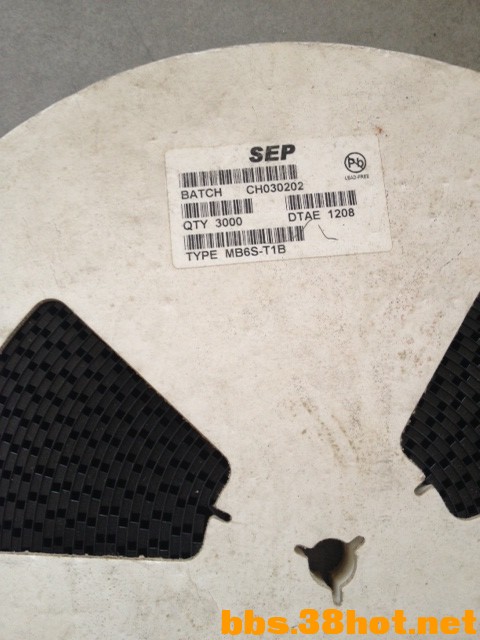 SEP
Pb
LEAD-FREE
BATCH CH030202
QTY 3000 DTAE 1208
TYPE MB6S-T1B
bbs.38hot.net